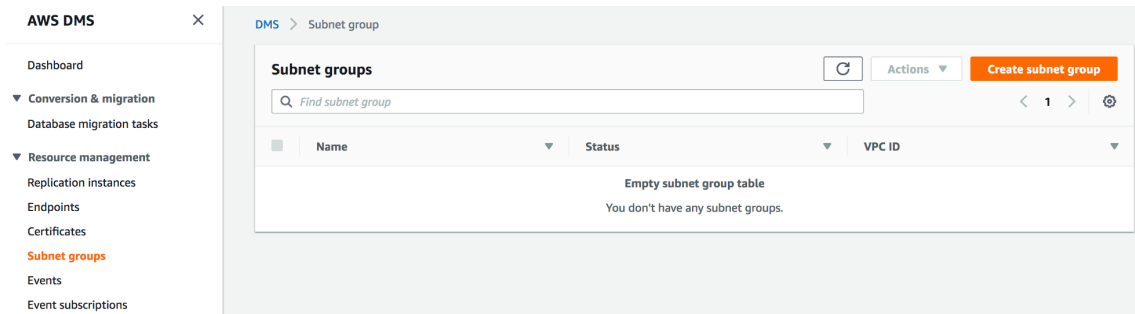 AWS DMS
Dashboard
Conversion & migration
Database migration tasks
Resource management
Replication instances
Endpoints
Certificates
Subnet groups
Events
Event subscriptions
DMS > Subnet group
Subnet groups
Actions
Create subnet group
Find subnet group
< 1 >
Name Status VPC ID
Empty subnet group table
You don't have any subnet groups.